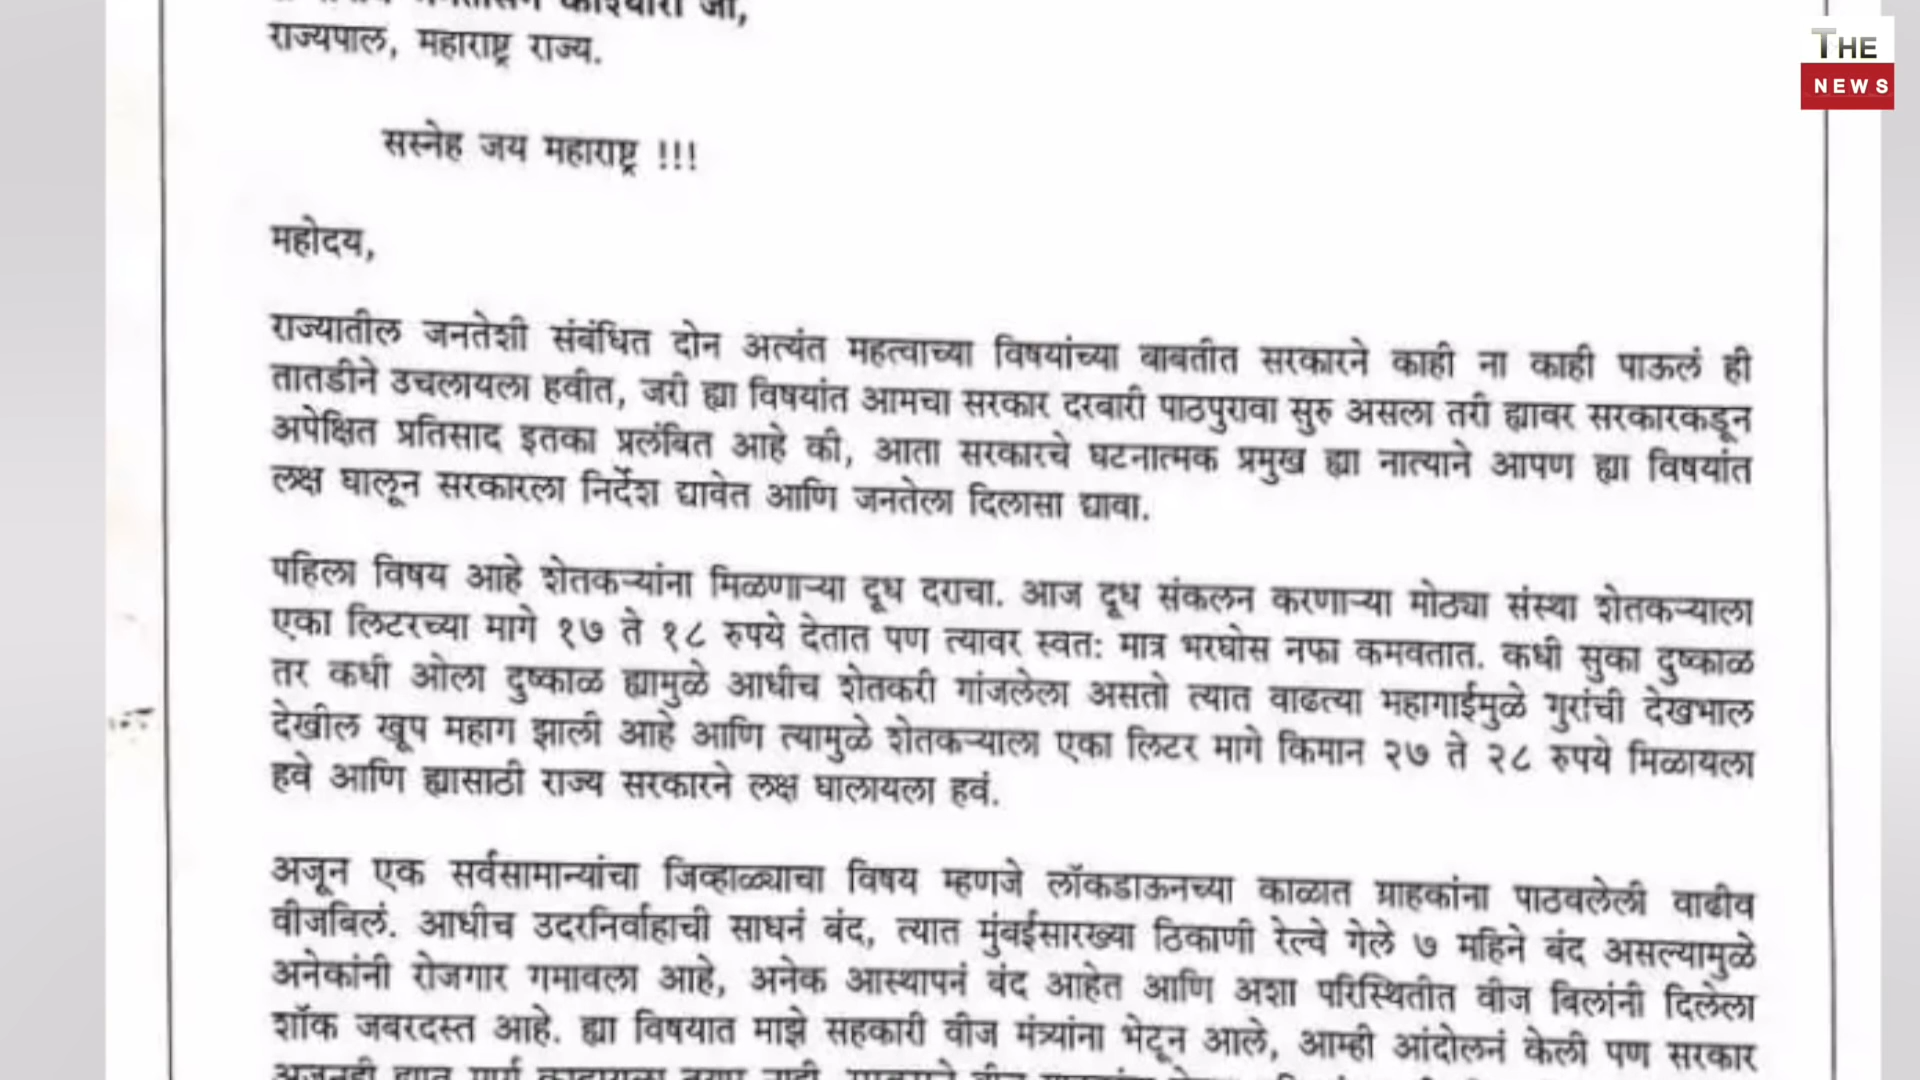 जी,
राज्यपाल, महाराष्ट्र राज्य.
THE
NEWS
सस्नेह जय महाराष्ट्र !!!
महोदय,
राज्यातील जनतेशी संबंधित दोन अत्यंत महत्वाच्या विषयांच्या बाबतीत सरकारने काही ना काही पाऊलं ही
तातडीने उचलायला हवीत, जरी ह्या विषयांत आमचा सरकार दरबारी पाठपुरावा सुरु असला तरी ह्यावर सरकारकडून
अपेक्षित प्रतिसाद इतका प्रलंबित आहे की, आता सरकारचे घटनात्मक प्रमुख ह्या नात्याने आपण ह्या विषयांत
लक्ष घालून सरकारला निर्देश द्यावेत आणि जनतेला दिलासा द्यावा.
पहिला विषय आहे शेतकऱ्यांना मिळणाऱ्या दूध दराचा. आज दूध संकलन करणाऱ्या मोठ्या संस्था शेतकऱ्याला
एका लिटरच्या मागे १७ ते १८ रुपये देतात पण त्यावर स्वत: मात्र भरघोस नफा कमवतात. कधी सुका दुष्काळ
तर कधी ओला दुष्काळ ह्यामुळे आधीच शेतकरी गांजलेला असतो त्यात वाढत्या महागाईमुळे गुरांची देखभाल
देखील खूप महाग झाली आहे आणि त्यामुळे शेतकऱ्याला एका लिटर मागे किमान २७ ते २८ रुपये मिळायला
हवे आणि ह्यासाठी राज्य सरकारने लक्ष घालायला हवं.
अजून एक सर्वसामान्यांचा जिव्हाळ्याचा विषय म्हणजे लॉकडाऊनच्या काळात ग्राहकांना पाठवलेली वाढीव
वीजबिलं. आधीच उदरनिर्वाहाची साधनं बंद, त्यात मुंबईसारख्या ठिकाणी रेल्वे गेले ७ महिने बंद असल्यामुळे
अनेकांनी रोजगार गमावला आहे, अनेक आस्थापनं बंद आहेत आणि अशा परिस्थितीत वीज बिलांनी दिलेला
शॉक जबरदस्त आहे. ह्या विषयात माझे सहकारी वीज मंत्र्यांना भेटून आले, आम्ही आंदोलनं केली पण सरकार